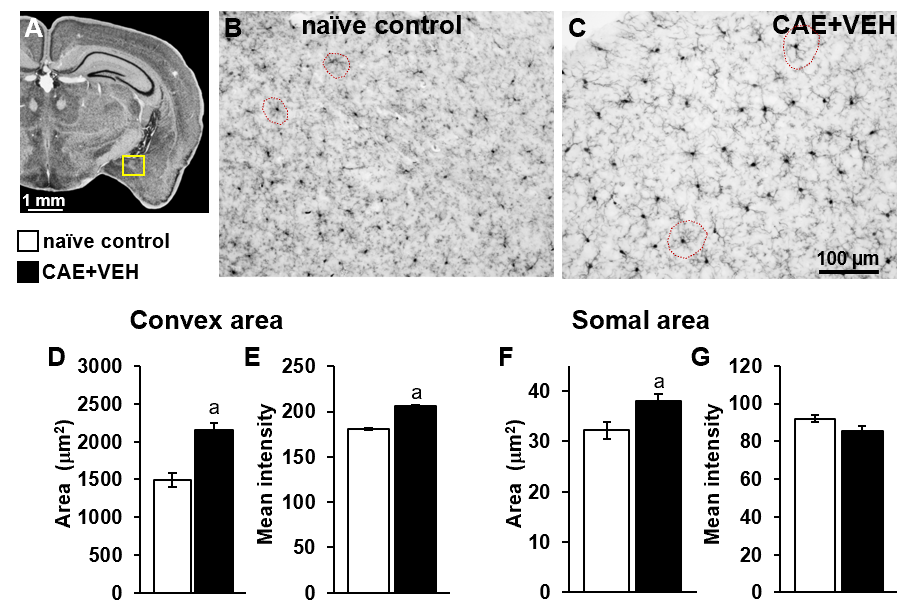 A
B
naïve control
C
CAE+VEH
1 mm
100 µm
naïve control
CAE+VEH
Convex area
Somal area
D
3000
2500
2000
1500
1000
500
0
Area (µm²)
a
E
250
200
150
100
50
0
Mean intensity
a
F
40
30
20
10
0
Area (µm²)
a
G
120
100
80
60
40
20
0
Mean intensity